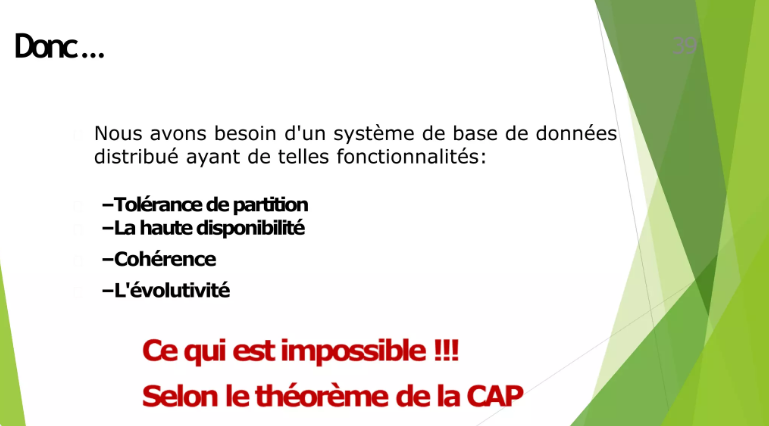 Donc...
Nous avons besoin d'un système de base de données
distribué ayant de telles fonctionnalités:
–Tolérance de partition
–La haute disponibilité
–Cohérence
–L'évolutivité
Ce qui est impossible !!!
Selon le théorème de la CAP